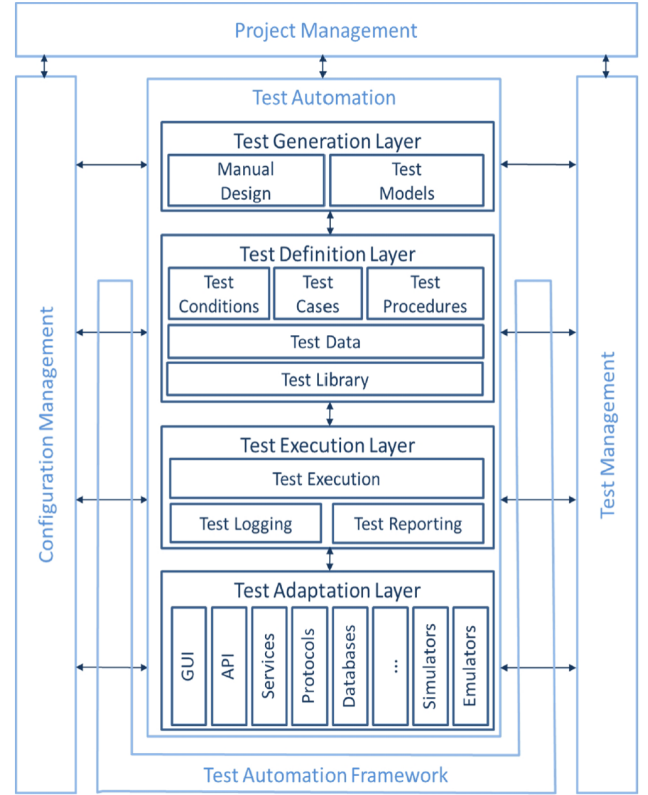 Project Management
Configuration Management
Test Automation
Test Generation Layer
Manual
Design
Test
Models
Test Definition Layer
Test
Conditions
Test
Cases
Test
Procedures
Test Data
Test Library
Test Execution Layer
Test Execution
Test Logging
Test Reporting
Test Adaptation Layer
GUI
API
Services
Protocols
Databases
...
Simulators
Emulators
Test Management
Test Automation Framework